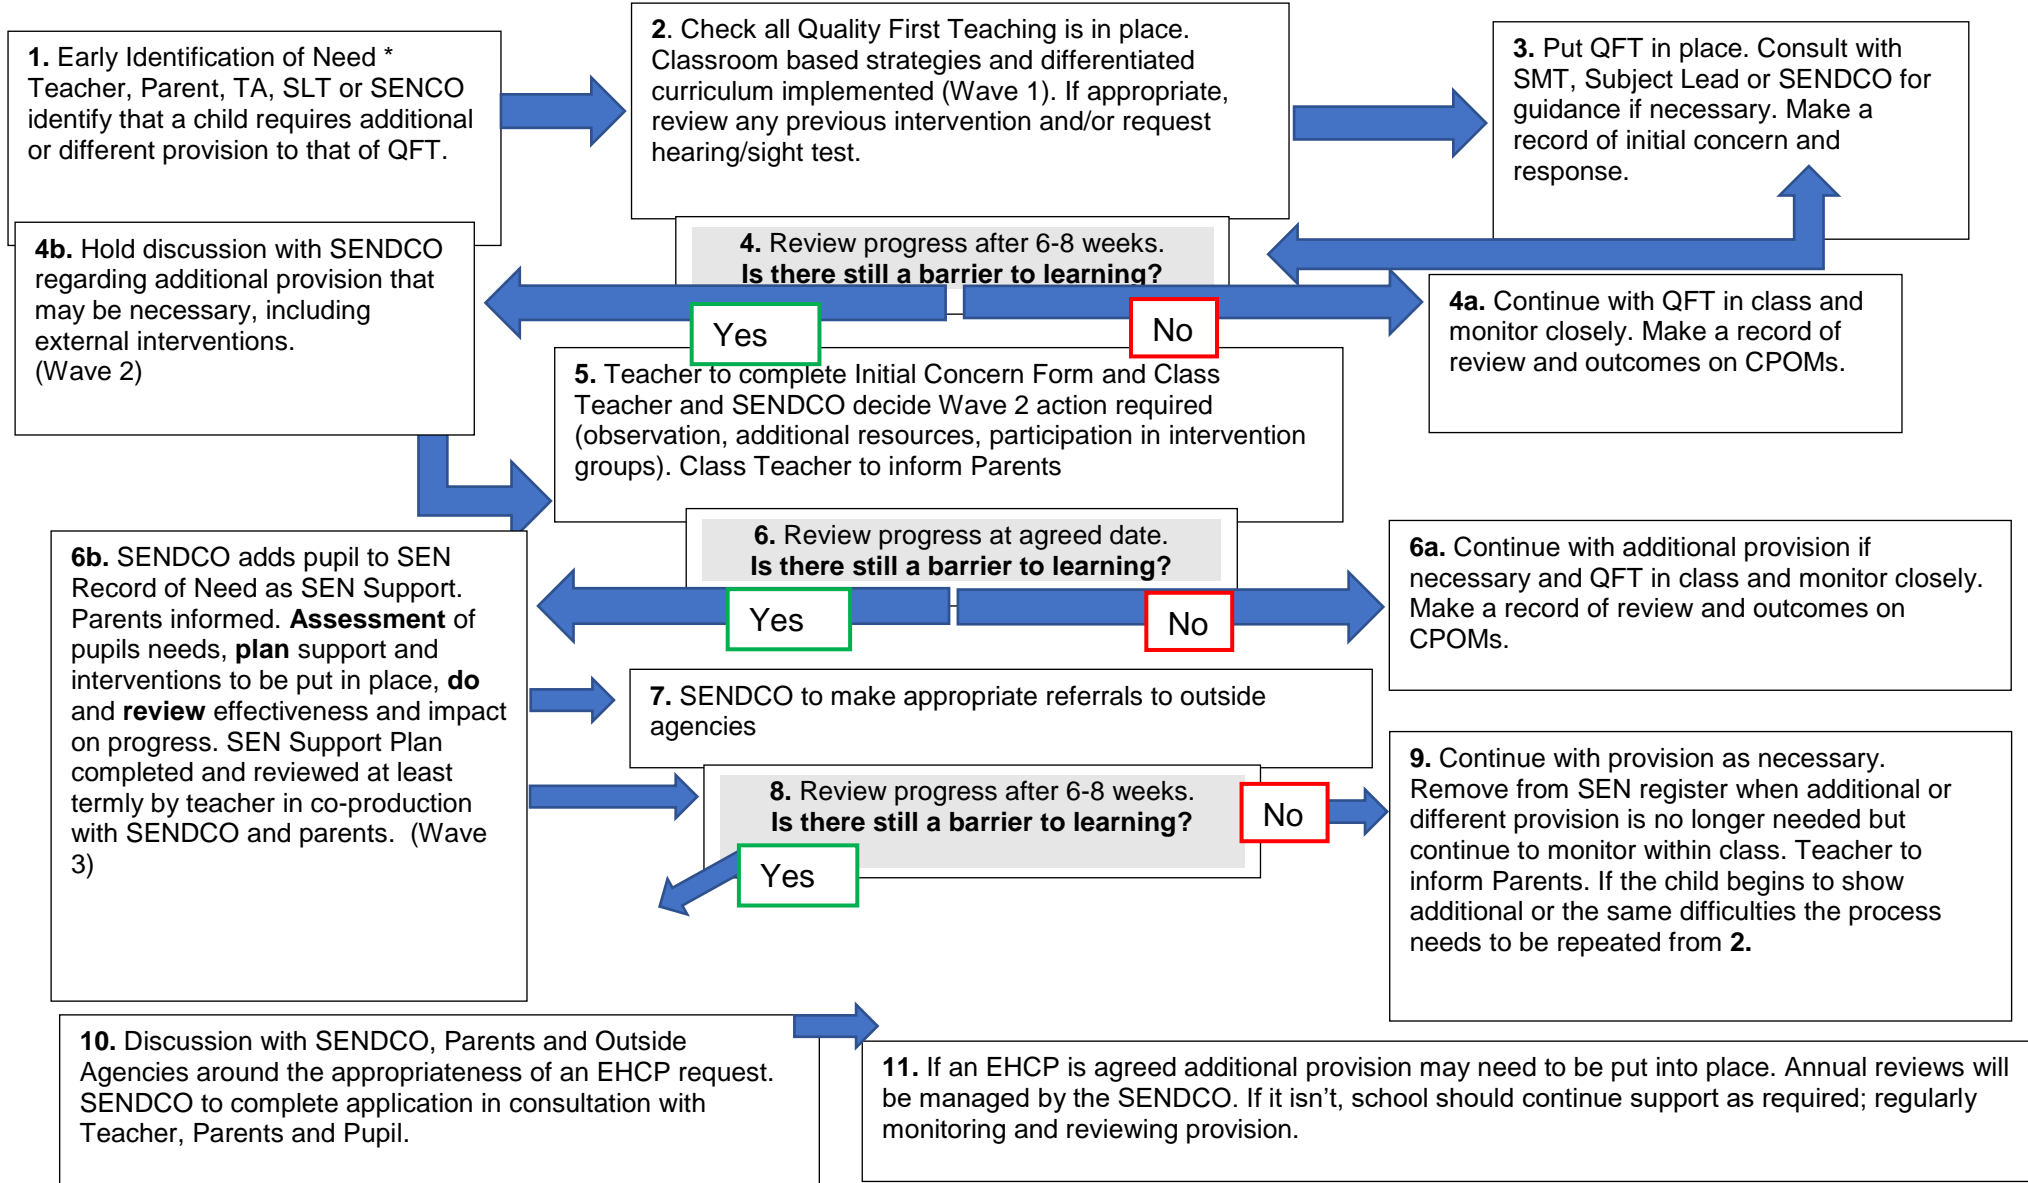 1. Early Identification of Need *
Teacher, Parent, TA, SLT or SENCO
identify that a child requires additional
or different provision to that of QFT.
2. Check all Quality First Teaching is in place.
Classroom based strategies and differentiated
curriculum implemented (Wave 1). If appropriate,
review any previous intervention and/or request
hearing/sight test.
3. Put QFT in place. Consult with
SMT, Subject Lead or SENDCO for
guidance if necessary. Make a
record of initial concern and
response.
4. Review progress after 6-8 weeks.
Is there still a barrier to learning?
Yes
No
4b. Hold discussion with SENDCO
regarding additional provision that
may be necessary, including
external interventions.
(Wave 2)
4a. Continue with QFT in class and
monitor closely. Make a record of
review and outcomes on CPOMs.
5. Teacher to complete Initial Concern Form and Class
Teacher and SENDCO decide Wave 2 action required
(observation, additional resources, participation in intervention
groups). Class Teacher to inform Parents
6. Review progress at agreed date.
Is there still a barrier to learning?
Yes
No
6b. SENDCO adds pupil to SEN
Record of Need as SEN Support.
Parents informed. Assessment of
pupils needs, plan support and
interventions to be put in place, do
and review effectiveness and impact
on progress. SEN Support Plan
completed and reviewed at least
termly by teacher in co-production
with SENDCO and parents. (Wave
3)
6a. Continue with additional provision if
necessary and QFT in class and monitor closely.
Make a record of review and outcomes on
CPOMs.
7. SENDCO to make appropriate referrals to outside
agencies
8. Review progress after 6-8 weeks.
Is there still a barrier to learning?
No
Yes
9. Continue with provision as necessary.
Remove from SEN register when additional or
different provision is no longer needed but
continue to monitor within class. Teacher to
inform Parents. If the child begins to show
additional or the same difficulties the process
needs to be repeated from 2.
10. Discussion with SENDCO, Parents and Outside
Agencies around the appropriateness of an EHCP request.
SENDCO to complete application in consultation with
Teacher, Parents and Pupil.
11. If an EHCP is agreed additional provision may need to be put into place. Annual reviews will
be managed by the SENDCO. If it isn't, school should continue support as required; regularly
monitoring and reviewing provision.